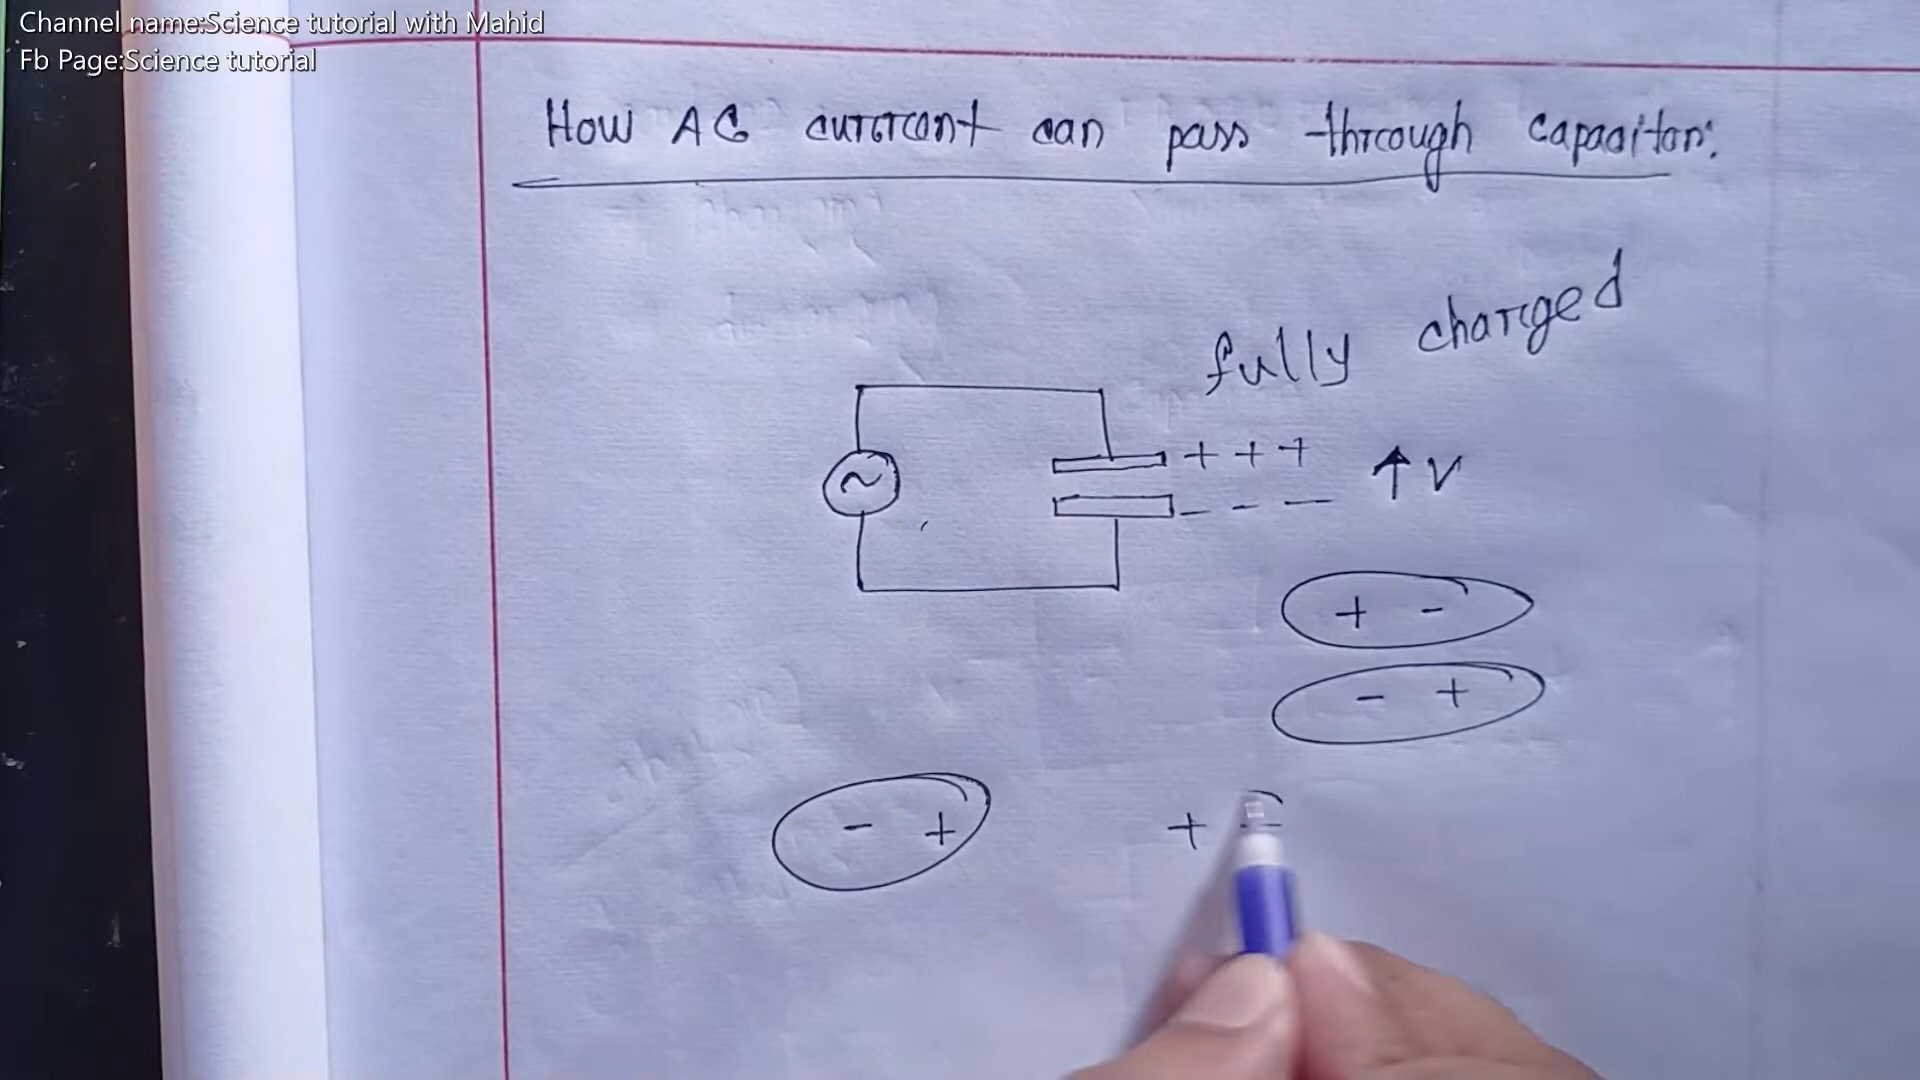 Channel name:Science tutorial with Mahid
Fb Page:Science tutorial
How AC current can pass through capacitor:
fully charged
+ + +
↑ V
- - -
+ -
- +
- +
+ -